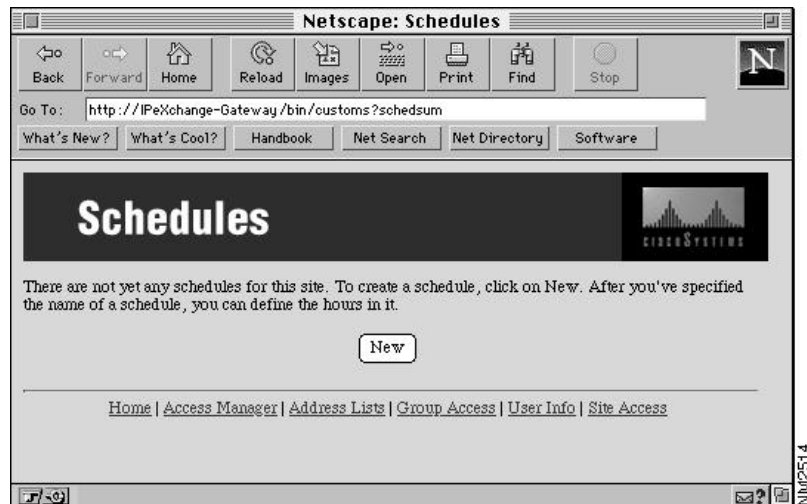 Netscape: Schedules
Back Forward Home Reload Images Open Print Find Stop
N
Go To: http://IPeXchange-Gateway/bin/customs?schedsum
What's New? What's Cool? Handbook Net Search Net Directory Software
Schedules
CISCO SYSTEMS
There are not yet any schedules for this site. To create a schedule, click on New. After you've specified
the name of a schedule, you can define the hours in it.
New
Home | Access Manager | Address Lists | Group Access | User Info | Site Access
?